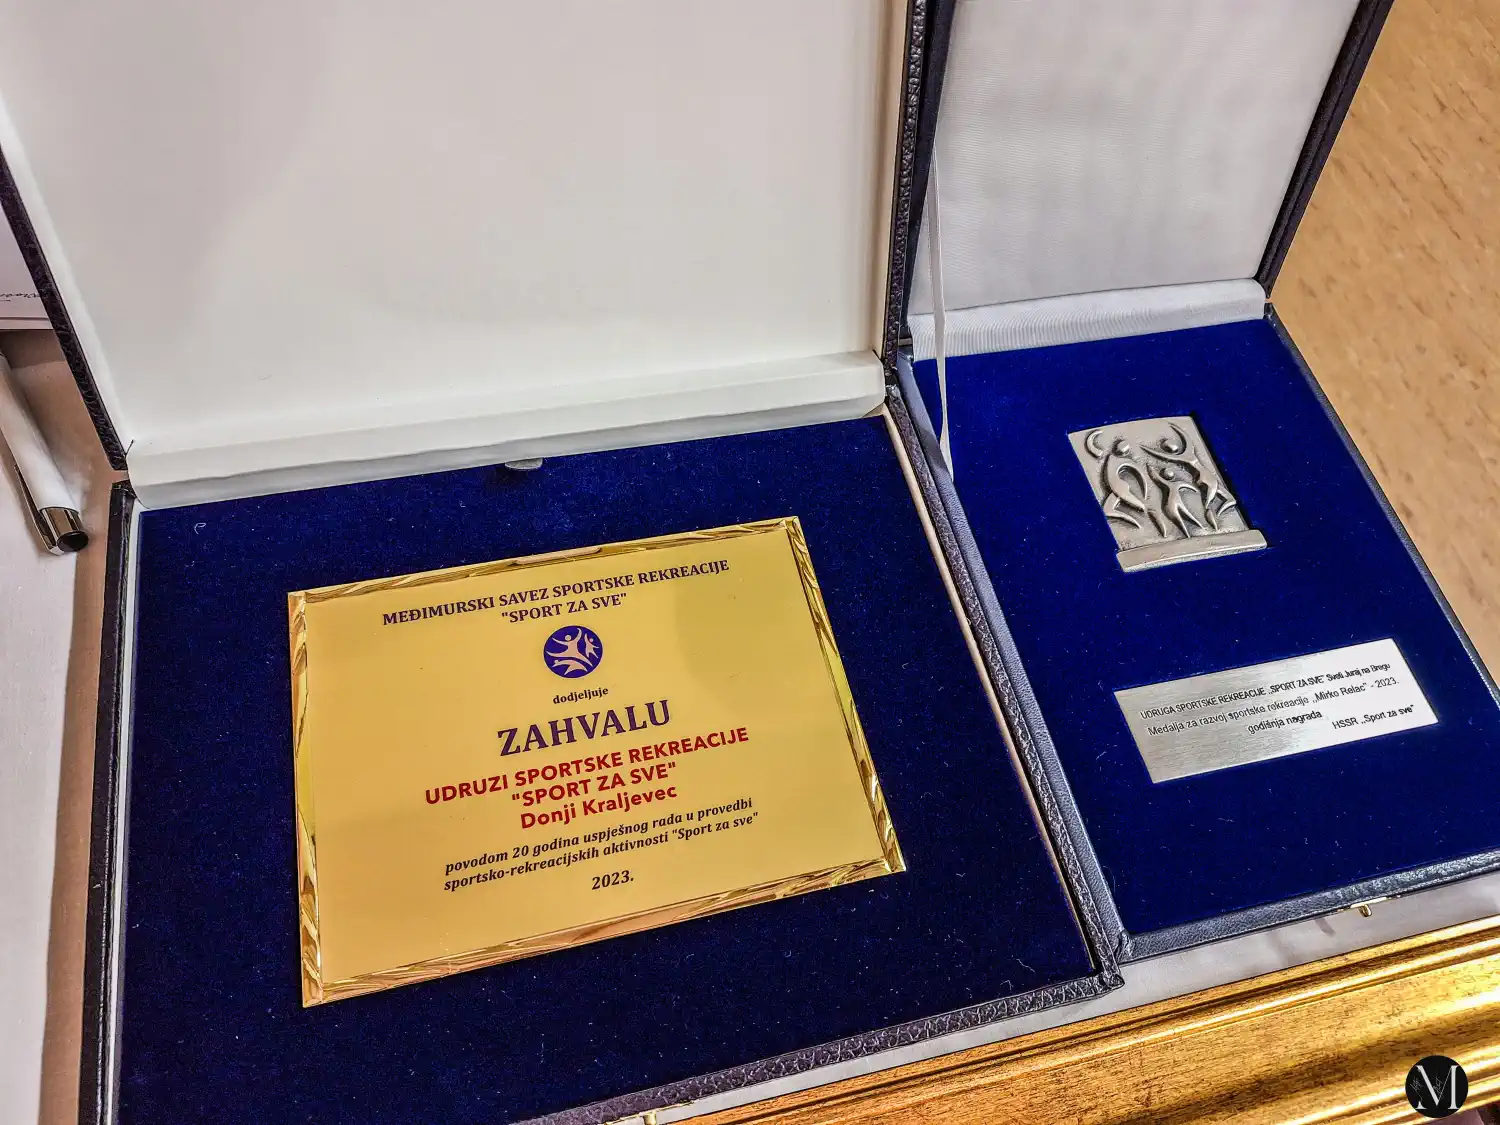 MEĐIMURSKI SAVEZ SPORTSKE REKREACIJE
"SPORT ZA SVE"
dodjeljuje
ZAHVALU
UDRUZI SPORTSKE REKREACIJE
"SPORT ZA SVE"
Donji Kraljevec
povodom 20 godina uspješnog rada u provedbi
sportsko-rekreacijskih aktivnosti "Sport za sve"
2023.
UDRUGA SPORTSKE REKREACIJE „SPORT ZA SVE" Sveti Juraj na Bregu
Medalja za razvoj sportske rekreacije „Mirko Relac" - 2023.
godišnja nagrada
HSSR „Sport za sve"
M